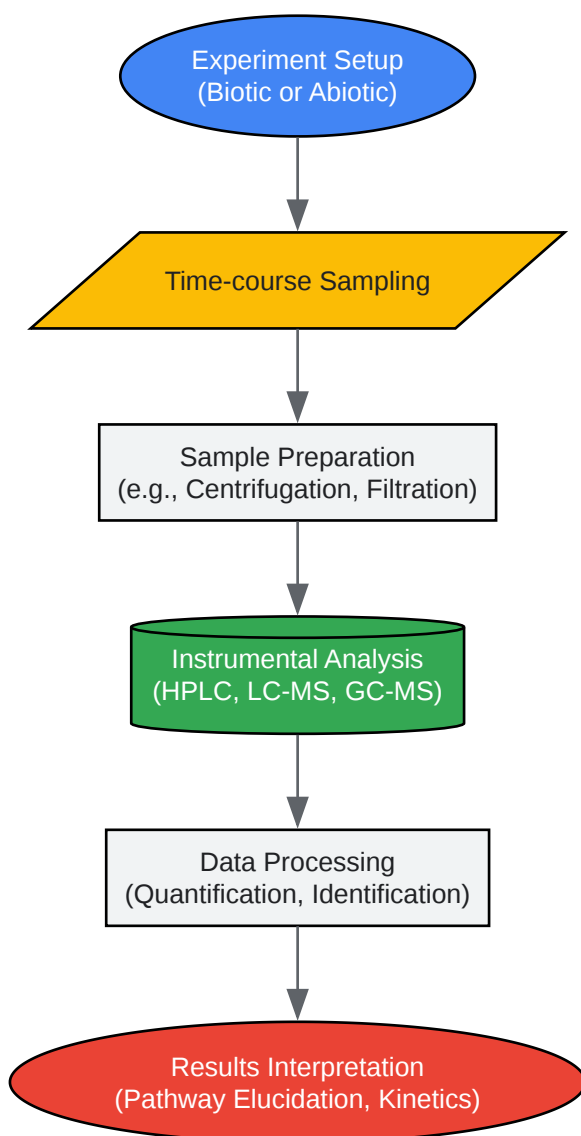 Experiment Setup
(Biotic or Abiotic)
Time-course Sampling
Sample Preparation
(e.g., Centrifugation, Filtration)
Instrumental Analysis
(HPLC, LC-MS, GC-MS)
Data Processing
(Quantification, Identification)
Results Interpretation
(Pathway Elucidation, Kinetics)